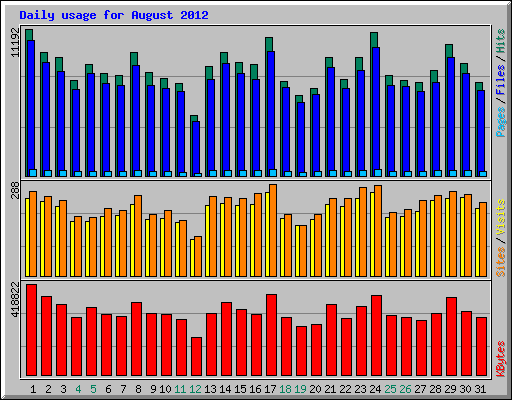 Daily usage for August 2012
11192
Pages / Files / Hits
288
Sites / Visits
418822
KBytes
1 2 3 4 5 6 7 8 9 10 11 12 13 14 15 16 17 18 19 20 21 22 23 24 25 26 27 28 29 30 31